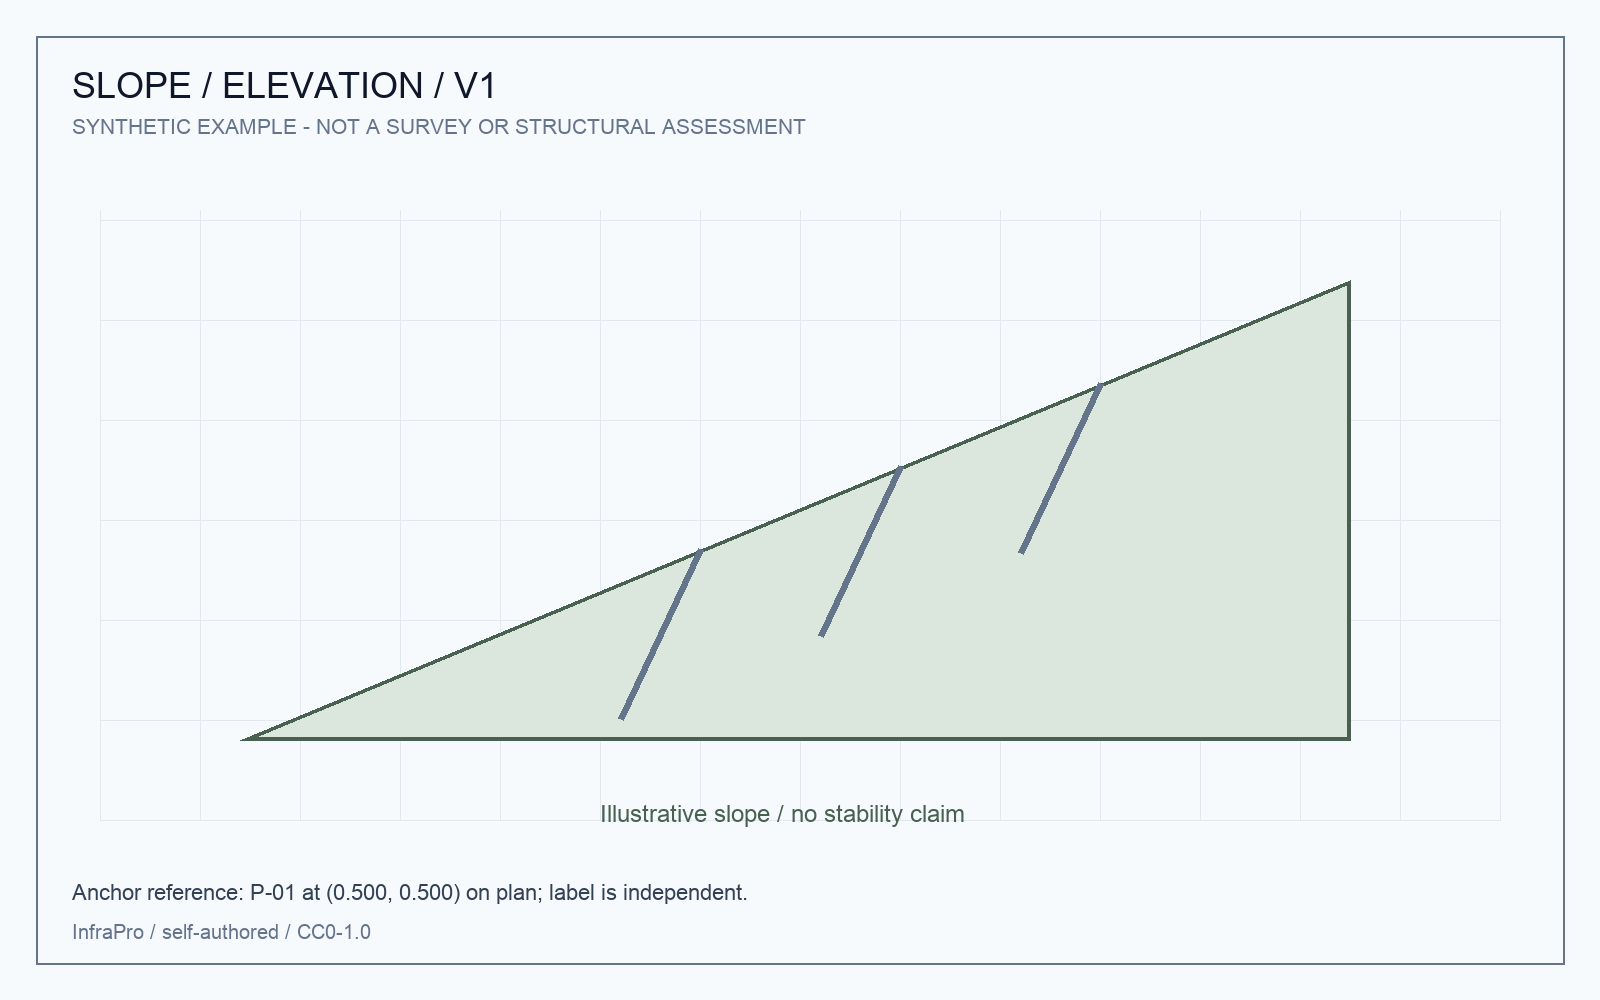 SLOPE / ELEVATION / V1
SYNTHETIC EXAMPLE - NOT A SURVEY OR STRUCTURAL ASSESSMENT
Illustrative slope / no stability claim
Anchor reference: P-01 at (0.500, 0.500) on plan; label is independent.
InfraPro / self-authored / CC0-1.0